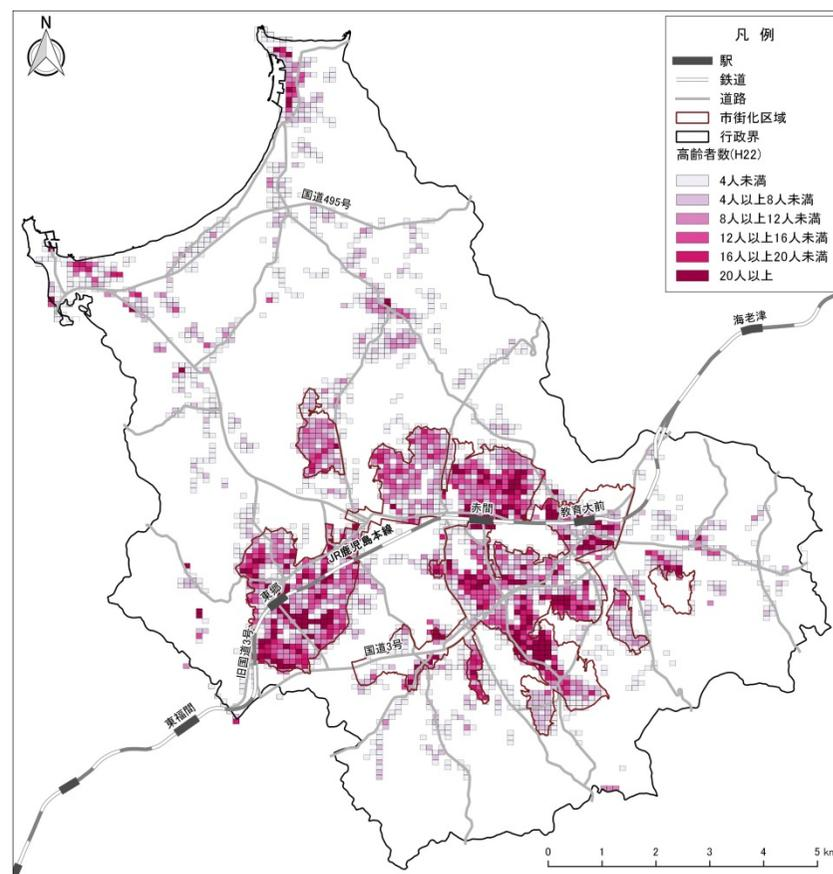 N
凡 例
駅
鉄道
道路
市街化区域
行政界
高齢者数(H22)
4人未満
4人以上8人未満
8人以上12人未満
12人以上16人未満
16人以上20人未満
20人以上
国道495号
海老津
赤間
教育大前
JR鹿児島本線
東郷
旧国道3号
国道3号
東福間
0 1 2 3 4 5 km